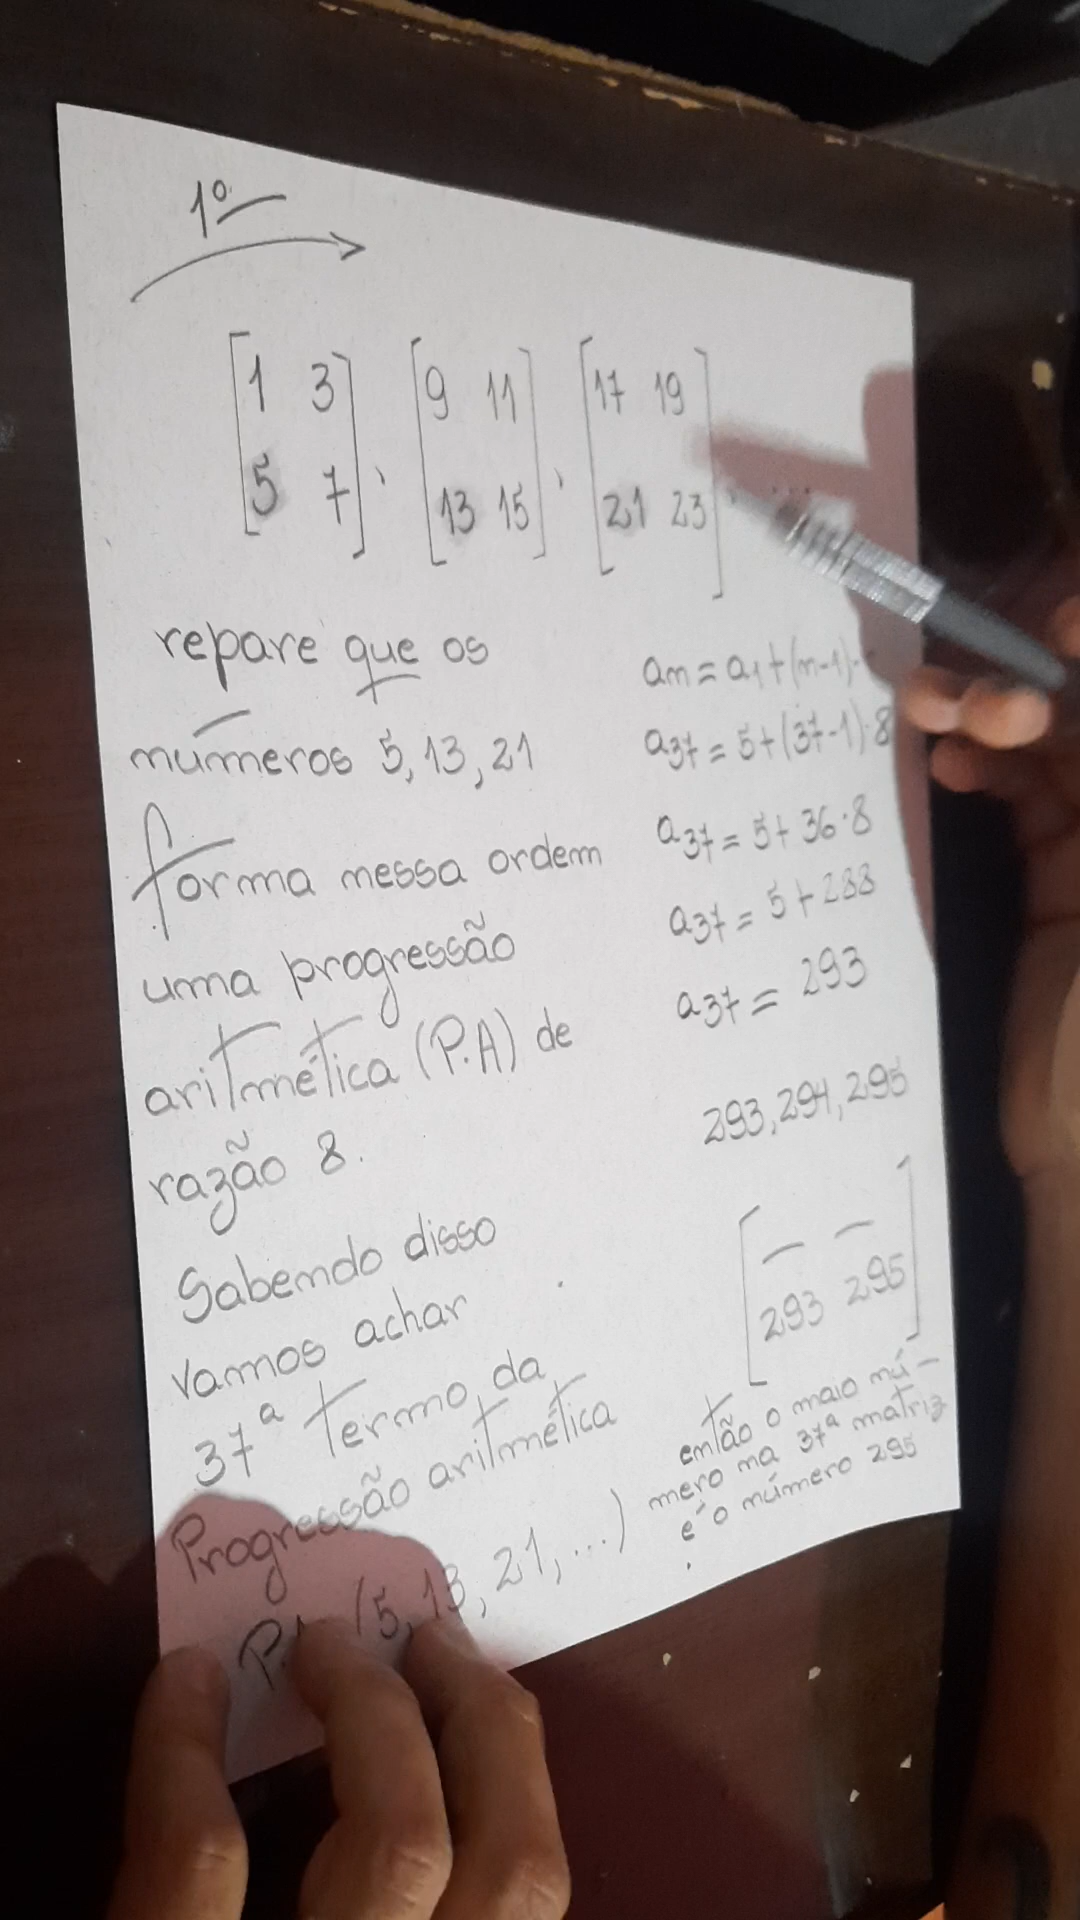 1º
1 3 9 11 17 19
5 7 , 13 15 , 21 23 , ...
repare que os
números 5, 13, 21
forma nessa ordem
uma progressão
aritmética (P.A) de
razão 8.
Sabendo disso
vamos achar
37ª termo da
Progressão aritmética
(5, 13, 21, ...)
an = a1 + (n-1) ·
a37 = 5 + (37-1) · 8
a37 = 5 + 36 · 8
a37 = 5 + 288
a37 = 293
293, 294, 295
_ _
293 295
então o maio nú-
mero na 37ª matriz
é o número 295